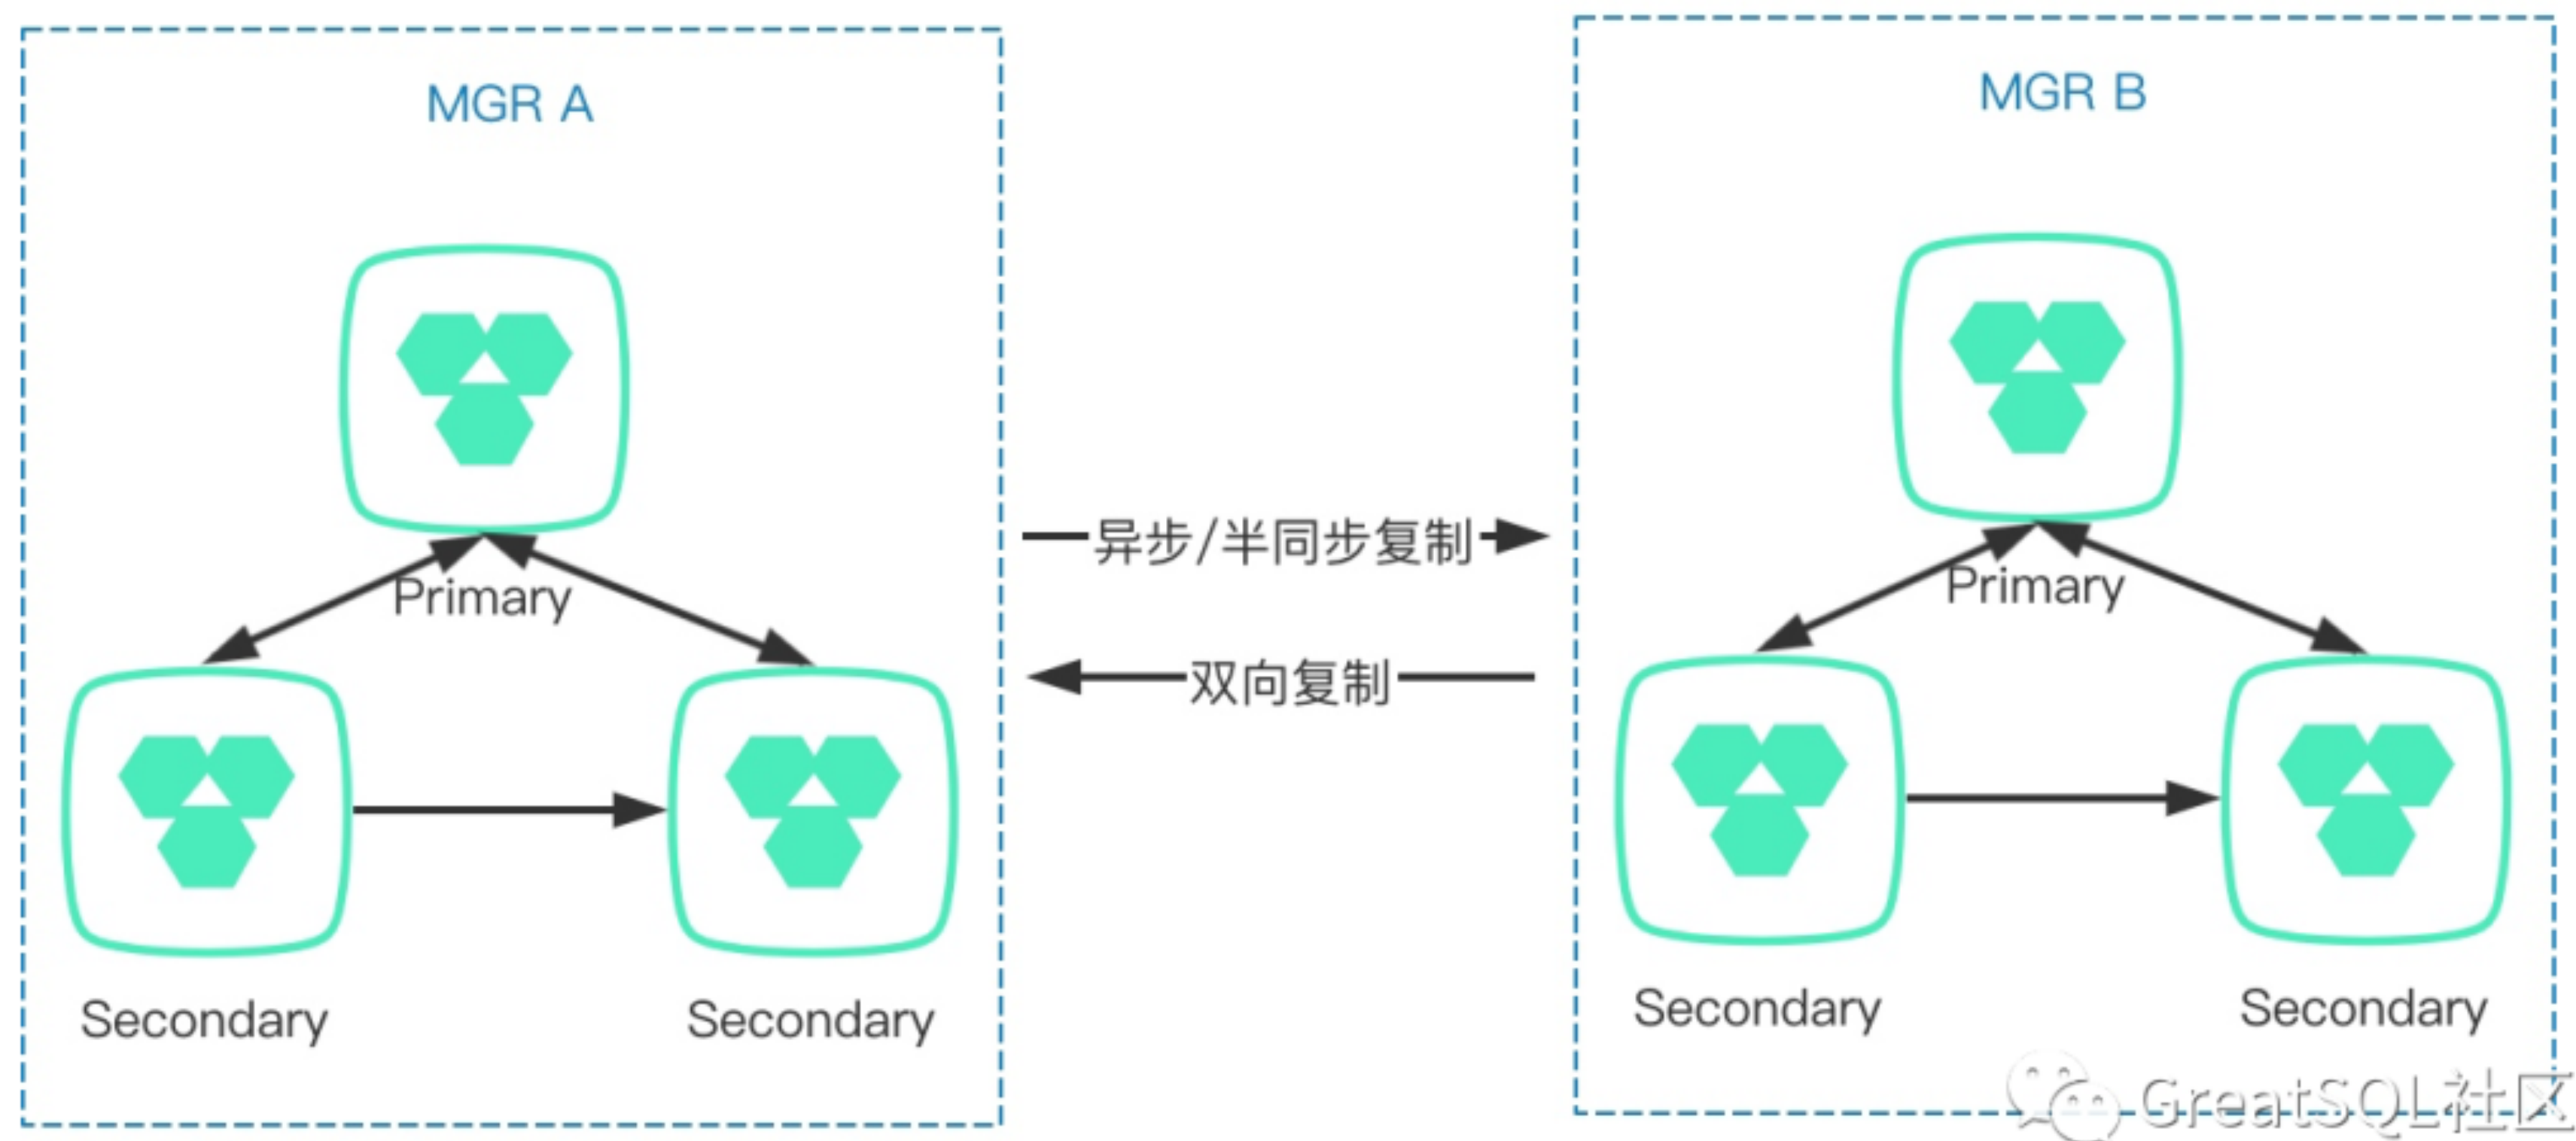 MGR A
MGR B
异步/半同步复制
Primary
Primary
双向复制
Secondary
Secondary
Secondary
Secondary
GreatSQL社区